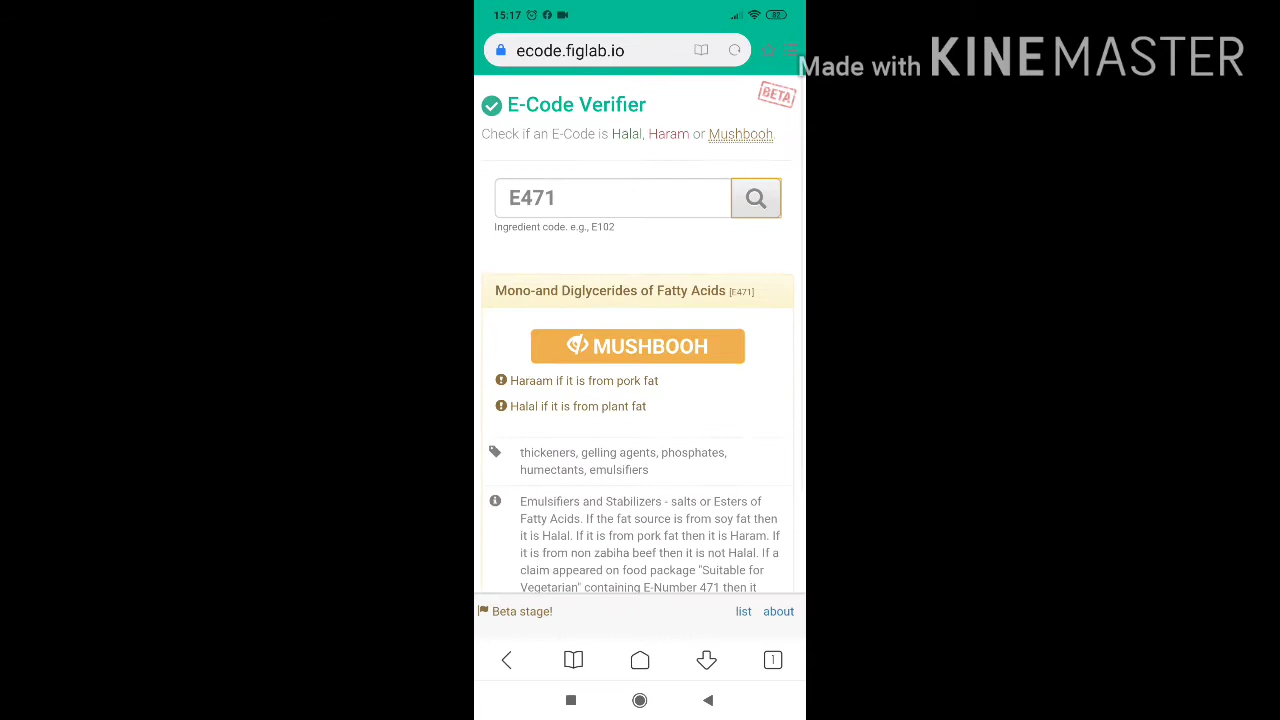 15:17
82
ecode.figlab.io
Made with KINEMASTER
BETA
E-Code Verifier
Check if an E-Code is Halal, Haram or Mushbooh
E471
Ingredient code. e.g., E102
Mono-and Diglycerides of Fatty Acids [E471]
MUSHBOOH
Haraam if it is from pork fat
Halal if it is from plant fat
thickeners, gelling agents, phosphates,
humectants, emulsifiers
Emulsifiers and Stabilizers - salts or Esters of
Fatty Acids. If the fat source is from soy fat then
it is Halal. If it is from pork fat then it is Haram. If
it is from non zabiha beef then it is not Halal. If a
claim appeared on food package "Suitable for
Vegetarian" containing E-Number 471 then it
Beta stage!
list about
1